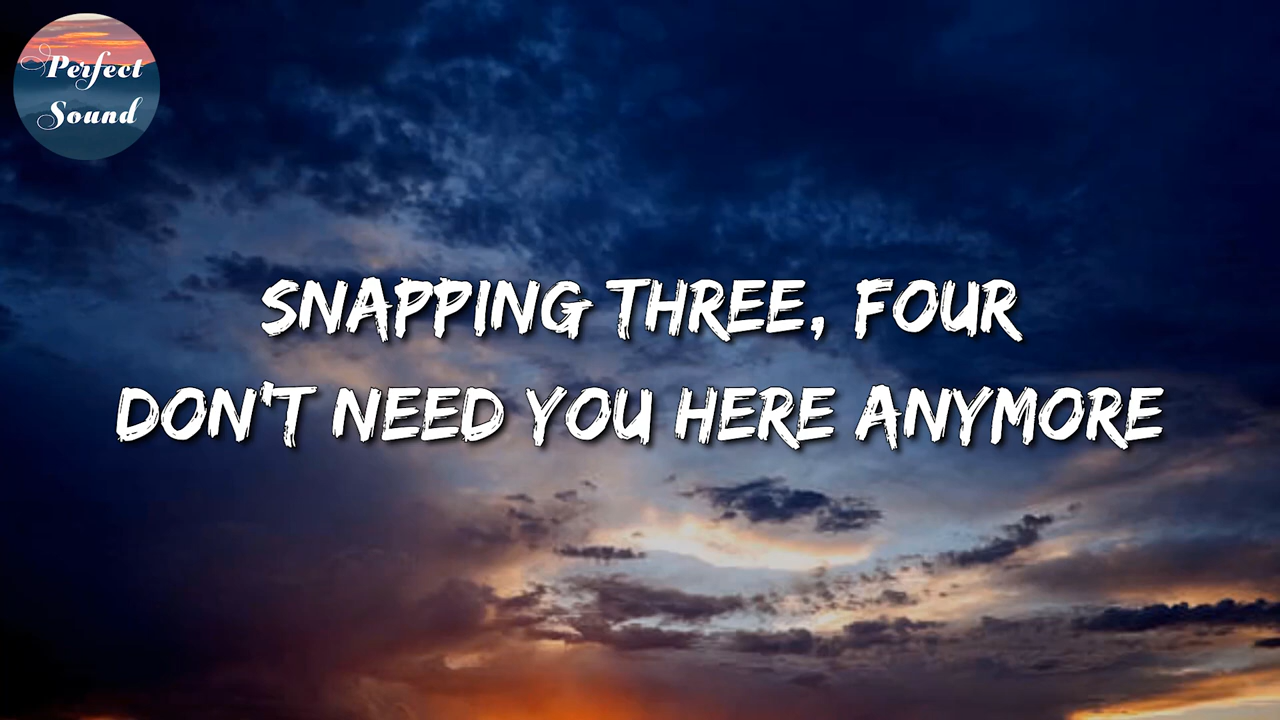 Perfect
Sound
SNAPPING THREE, FOUR
DON'T NEED YOU HERE ANYMORE